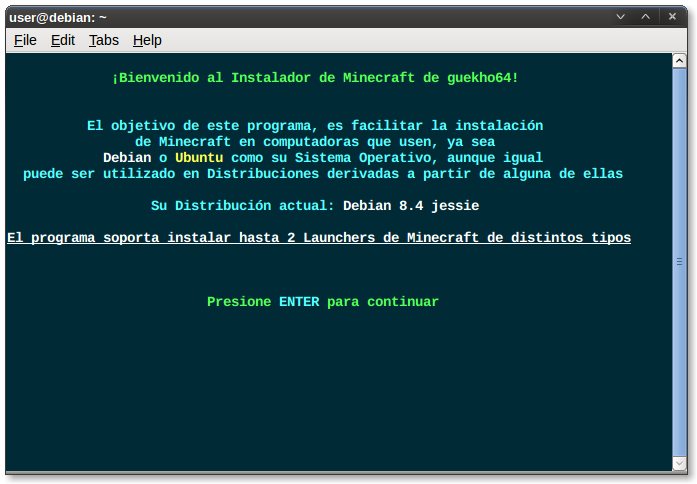 user@debian: ~
File Edit Tabs Help
¡Bienvenido al Instalador de Minecraft de guekho64!
El objetivo de este programa, es facilitar la instalación
de Minecraft en computadoras que usen, ya sea
Debian o Ubuntu como su Sistema Operativo, aunque igual
puede ser utilizado en Distribuciones derivadas a partir de alguna de ellas
Su Distribución actual: Debian 8.4 jessie
El programa soporta instalar hasta 2 Launchers de Minecraft de distintos tipos
Presione ENTER para continuar